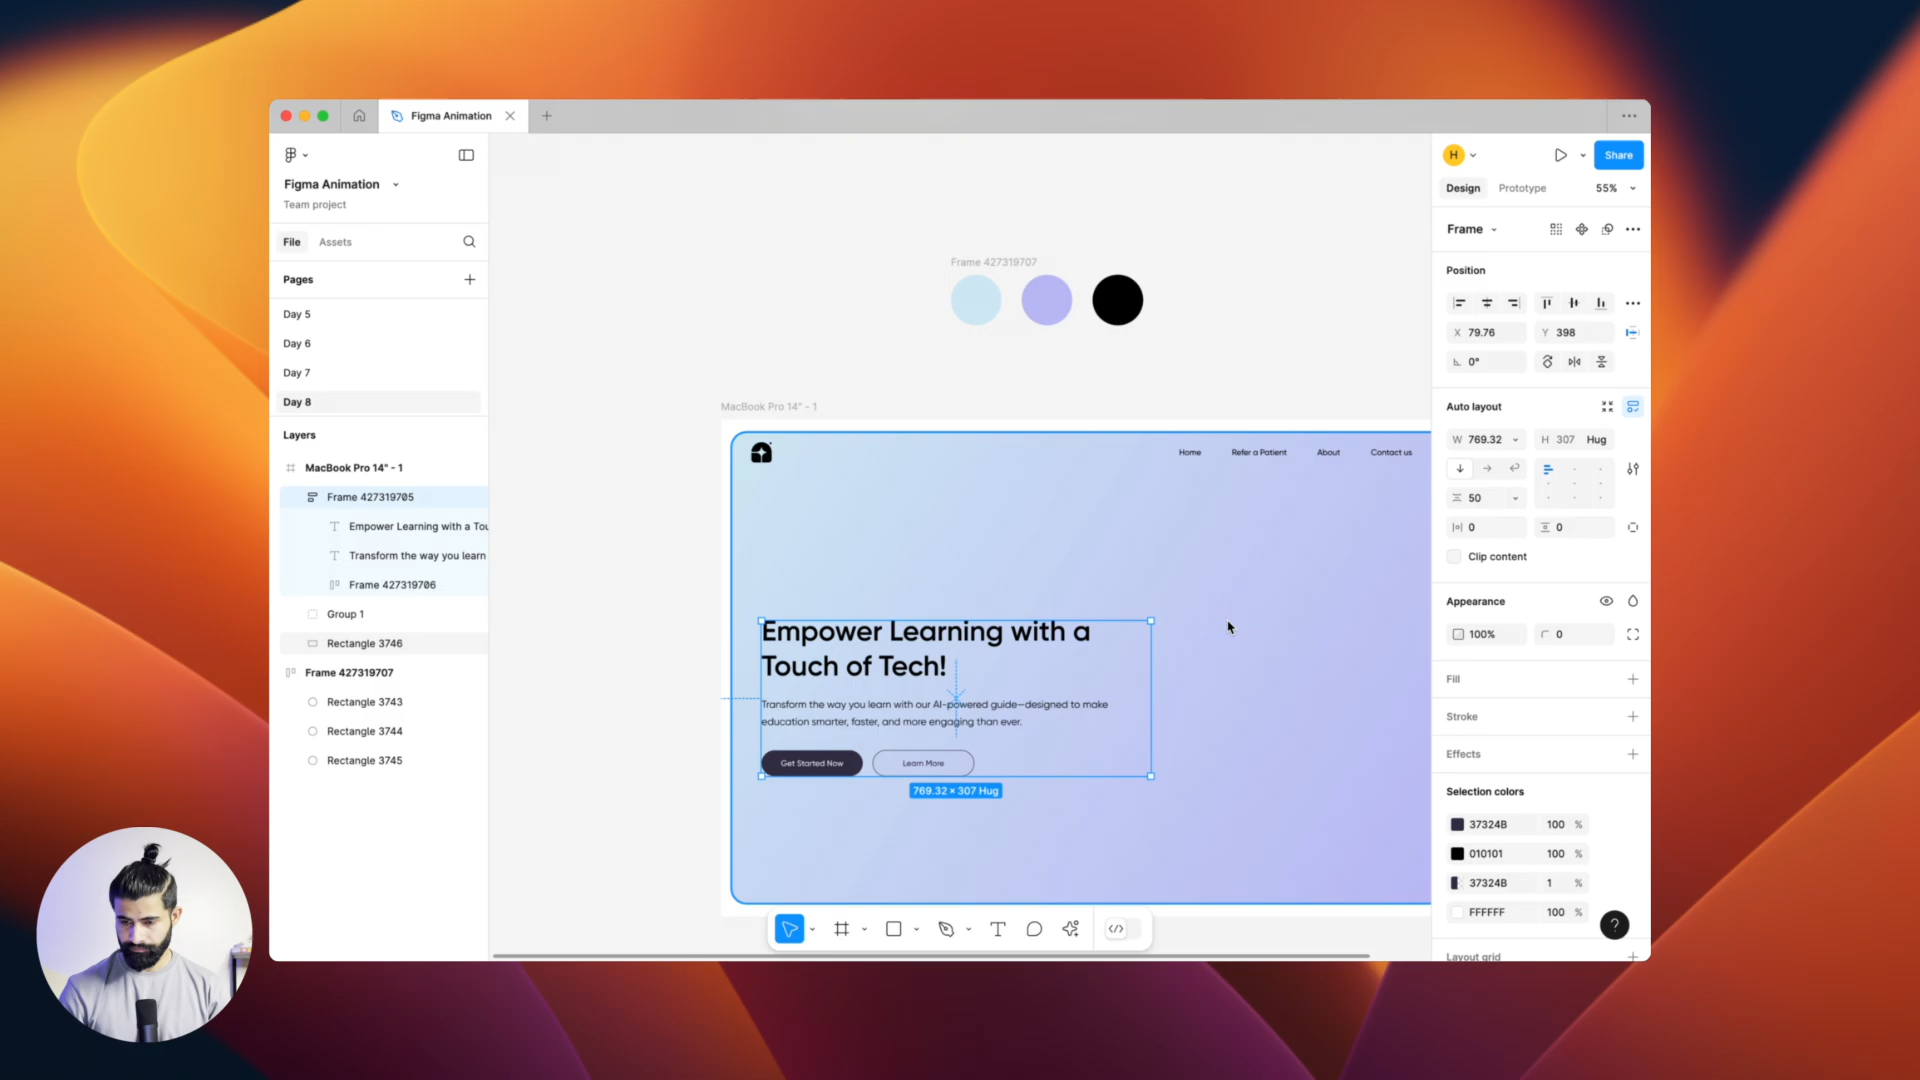 Figma Animation
Figma Animation
Team project
File
Assets
Pages
Day 5
Day 6
Day 7
Day 8
Layers
MacBook Pro 14" - 1
Frame 427319705
Empower Learning with a Tou
Transform the way you learn
Frame 427319706
Group 1
Rectangle 3746
Frame 427319707
Rectangle 3743
Rectangle 3744
Rectangle 3745
Frame 427319707
MacBook Pro 14" - 1
Home
Refer a Patient
About
Contact us
Empower Learning with a
Touch of Tech!
Transform the way you learn with our AI-powered guide—designed to make
education smarter, faster, and more engaging than ever.
Get Started Now
Learn More
769.32 × 307 Hug
H
Share
Design
Prototype
55%
Frame
Position
X 79.76
Y 398
0°
Auto layout
W 769.32
H 307 Hug
50
0
0
Clip content
Appearance
100%
0
Fill
Stroke
Effects
Selection colors
37324B 100 %
010101 100 %
37324B 1 %
FFFFFF 100 %
?
Layout grid